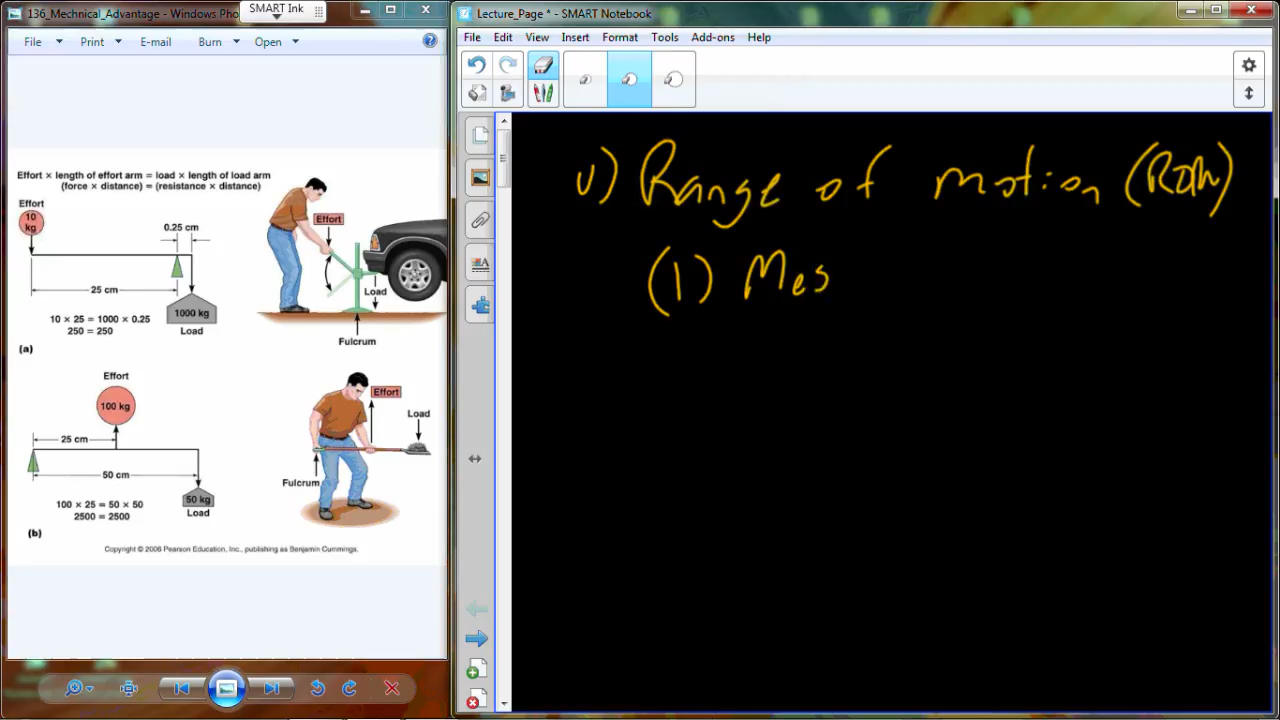 136_Mechnical_Advantage - Windows Pho
SMART Ink
File Print E-mail Burn Open
Effort × length of effort arm = load × length of load arm
(force × distance) = (resistance × distance)
Effort
10
kg
0.25 cm
25 cm
1000 kg
Load
10 × 25 = 1000 × 0.25
250 = 250
(a)
Effort
Load
Fulcrum
Effort
100 kg
25 cm
50 cm
50 kg
Load
100 × 25 = 50 × 50
2500 = 2500
(b)
Effort
Load
Fulcrum
Copyright © 2006 Pearson Education, Inc., publishing as Benjamin Cummings.
Lecture_Page * - SMART Notebook
File Edit View Insert Format Tools Add-ons Help
v) Range of motion (ROM)
(1) Mes